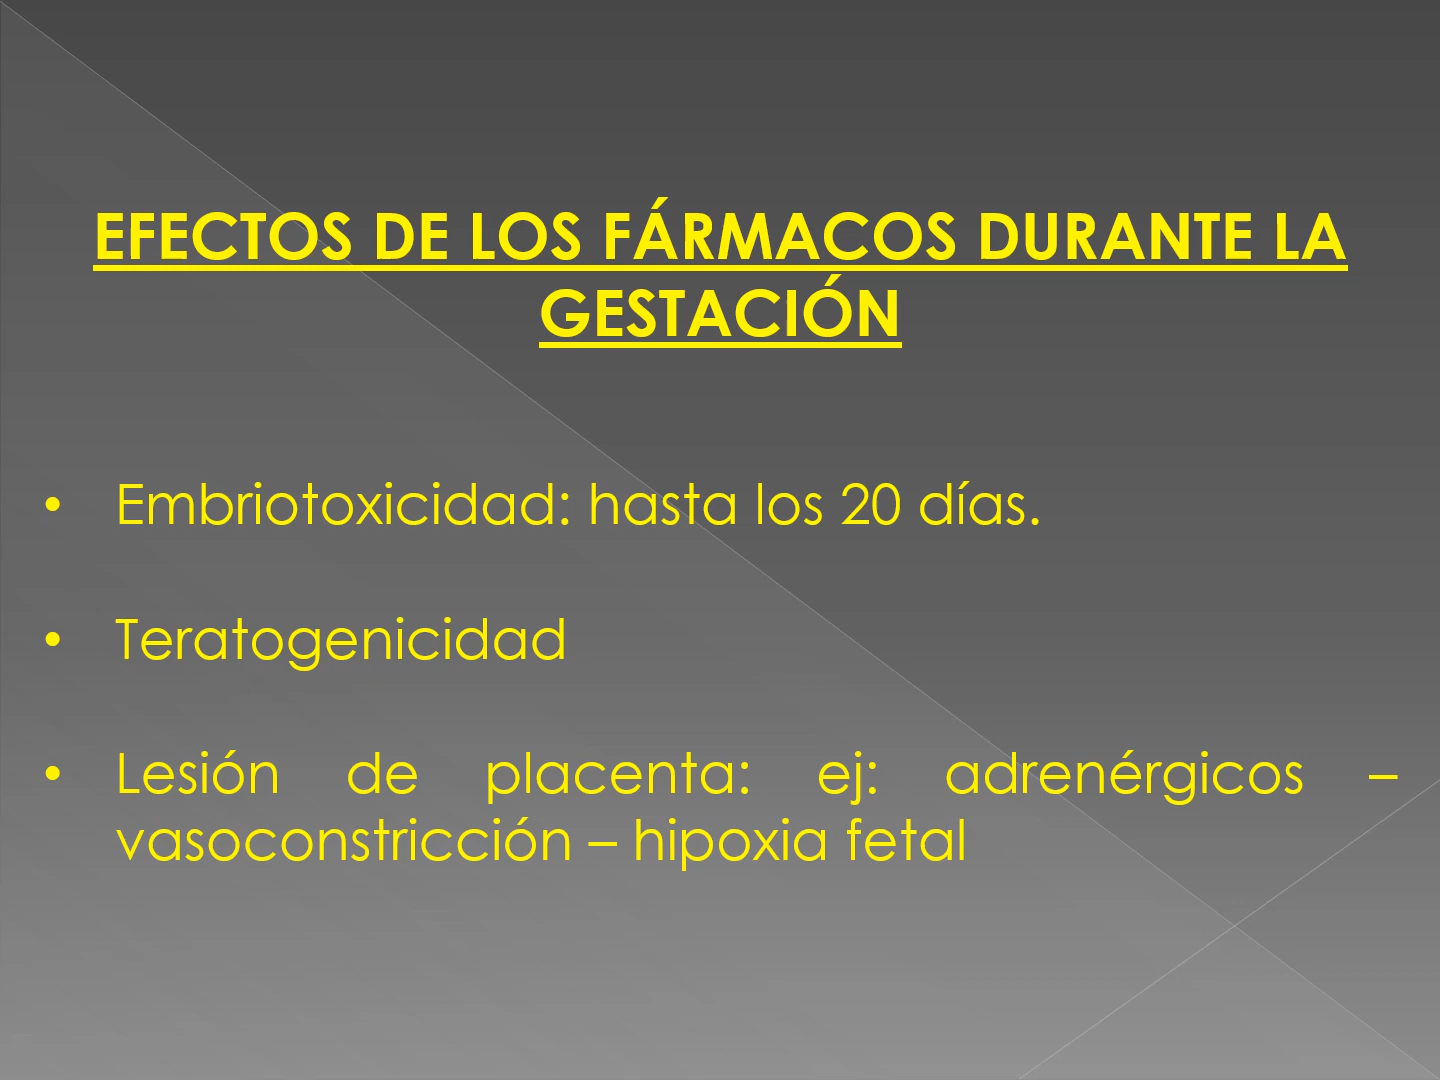 EFECTOS DE LOS FÁRMACOS DURANTE LA
GESTACIÓN
• Embriotoxicidad: hasta los 20 días.
• Teratogenicidad
• Lesión de placenta: ej: adrenérgicos –
vasoconstricción – hipoxia fetal